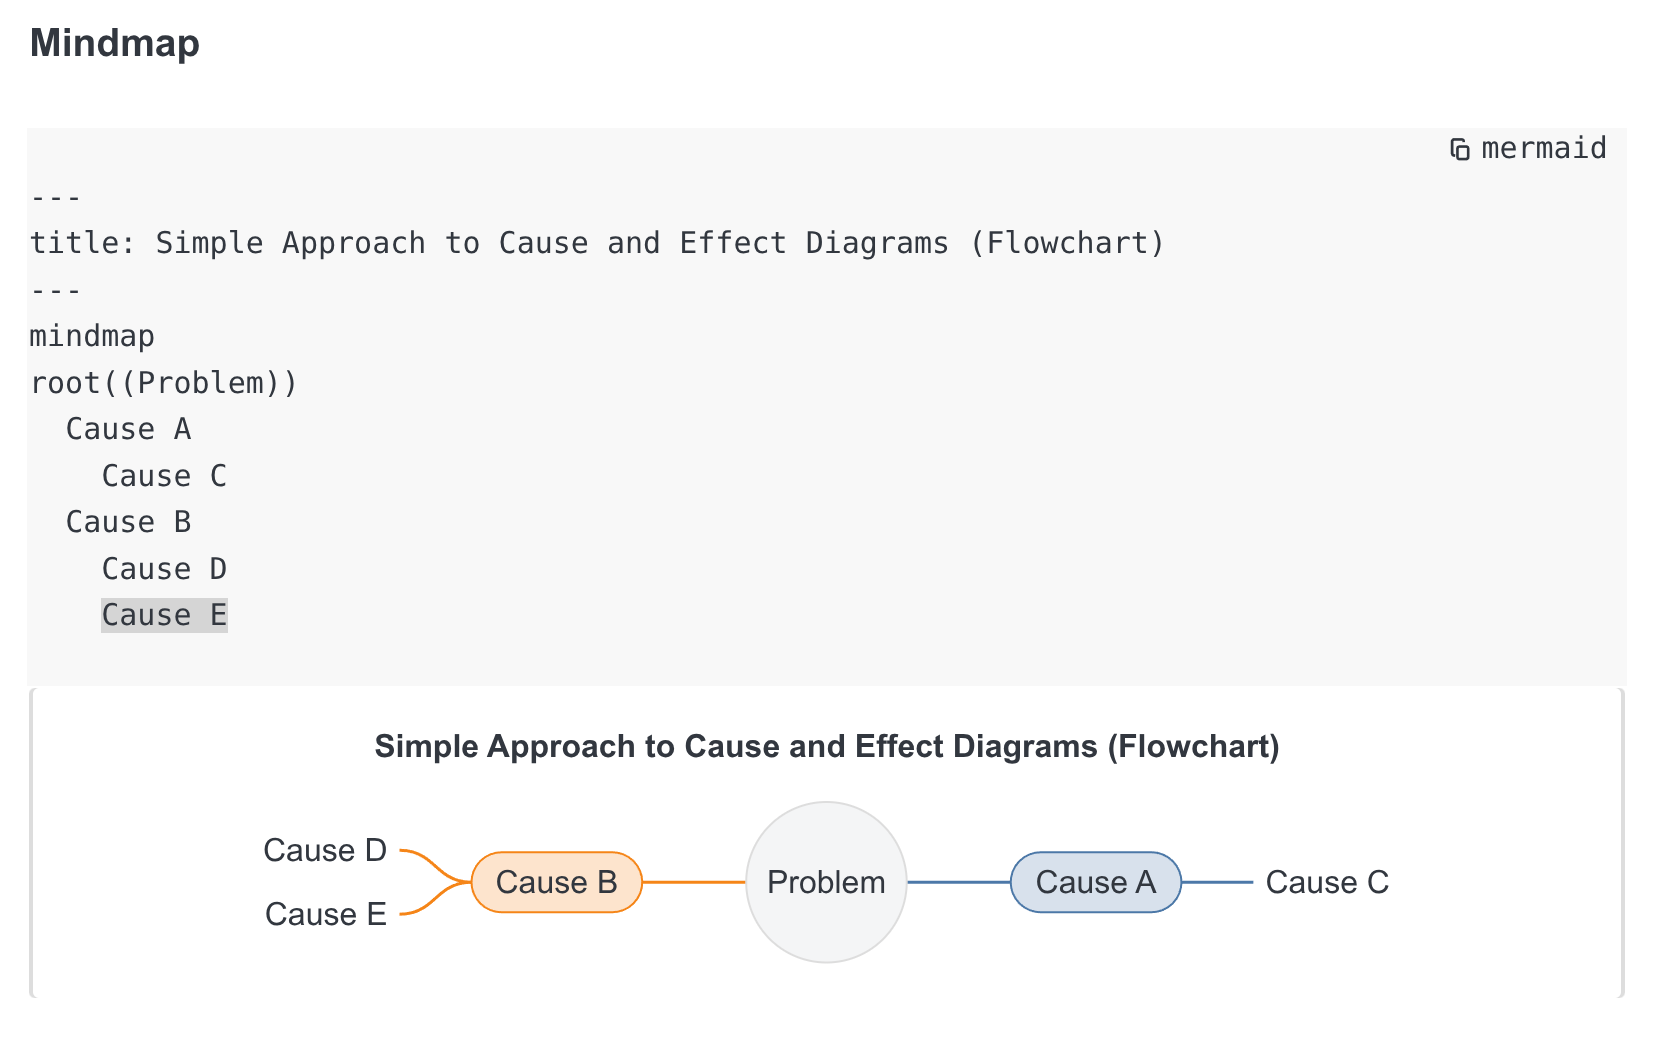 Mindmap
mermaid
---
title: Simple Approach to Cause and Effect Diagrams (Flowchart)
---
mindmap
root((Problem))
  Cause A
    Cause C
  Cause B
    Cause D
    Cause E
Simple Approach to Cause and Effect Diagrams (Flowchart)
Cause D
Cause E
Cause B
Problem
Cause A
Cause C